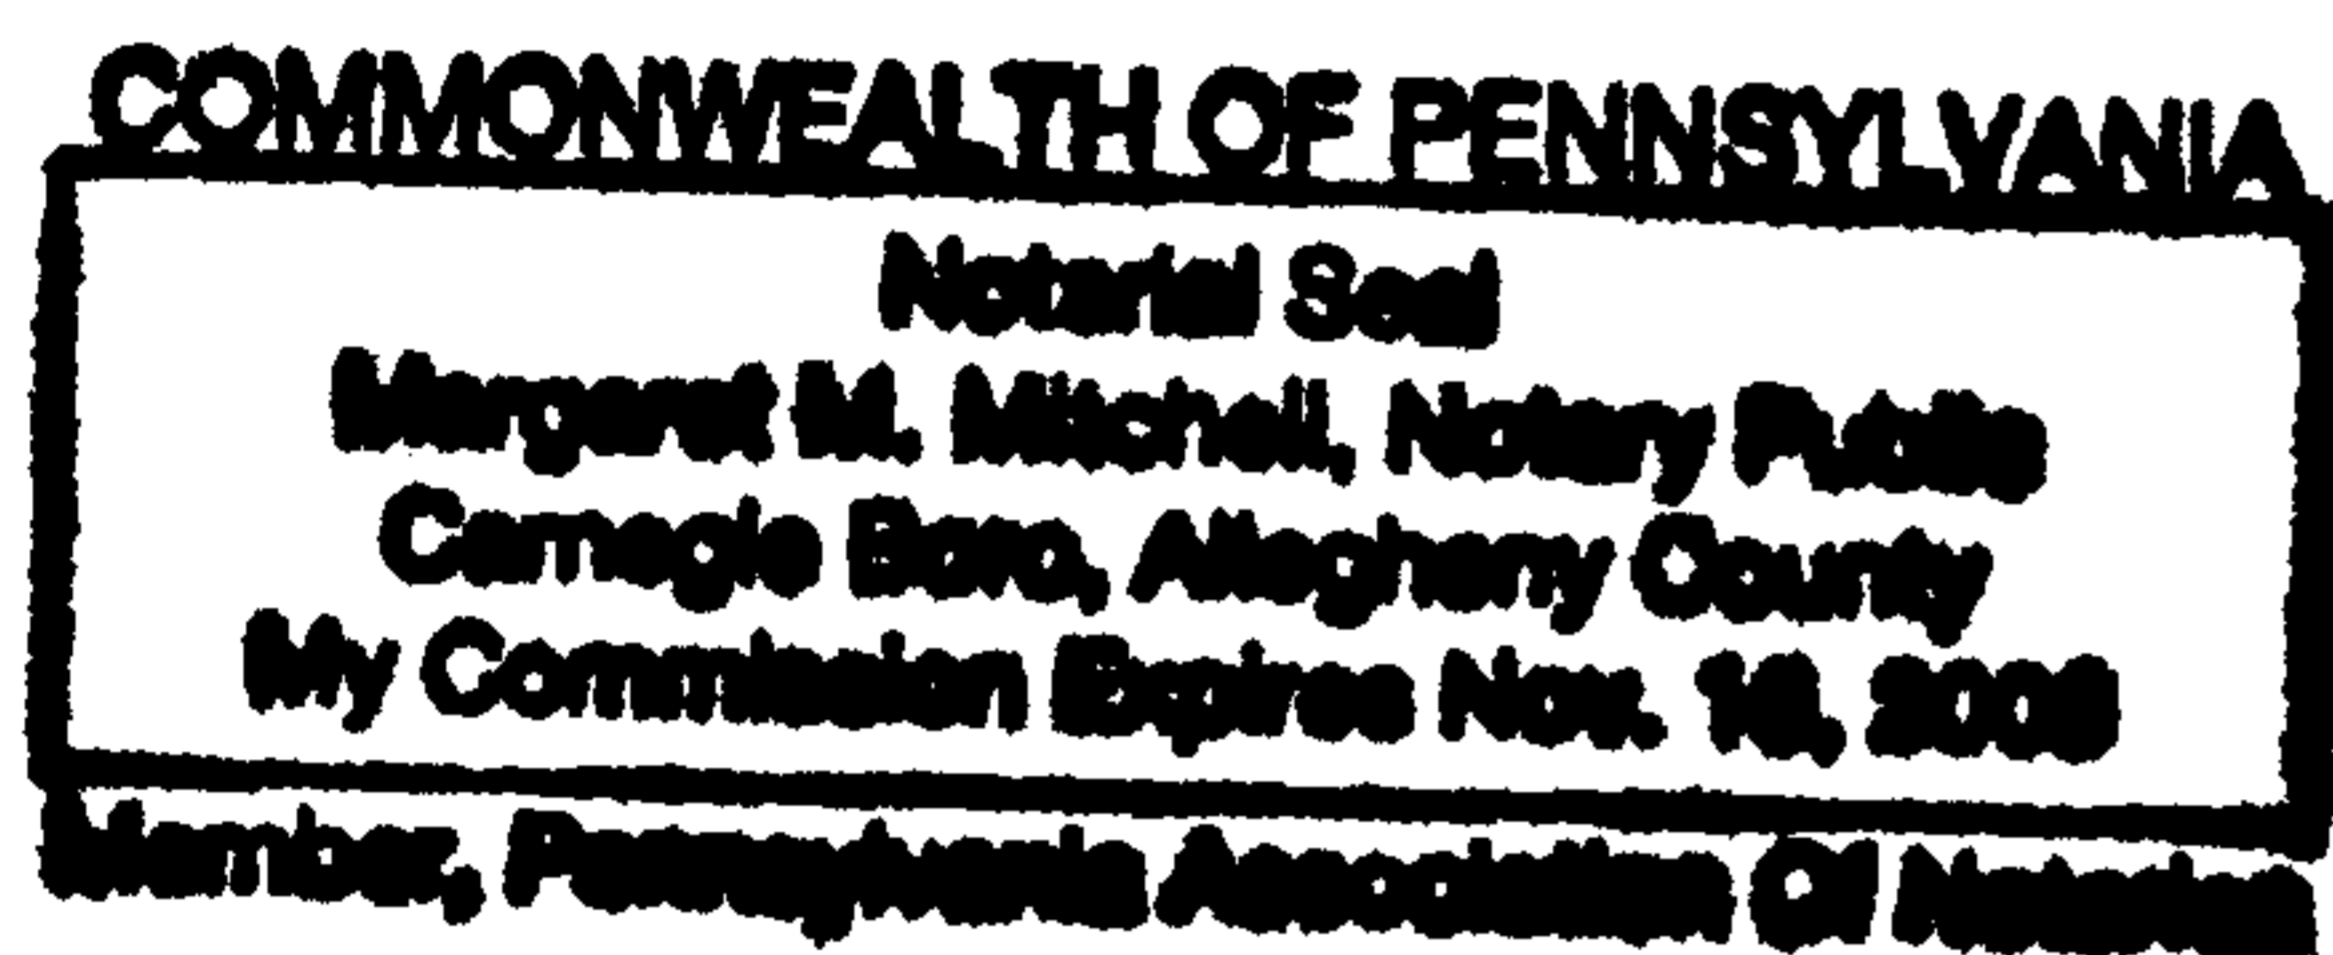 COMMONWEALTH OF PENNSYLVANIA
Notarial Seal
Margaret M. Mitchell, Notary Public
Carnegie Boro, Allegheny County
My Commission Expires Nov.
Member, Pennsylvania Association Of Notaries